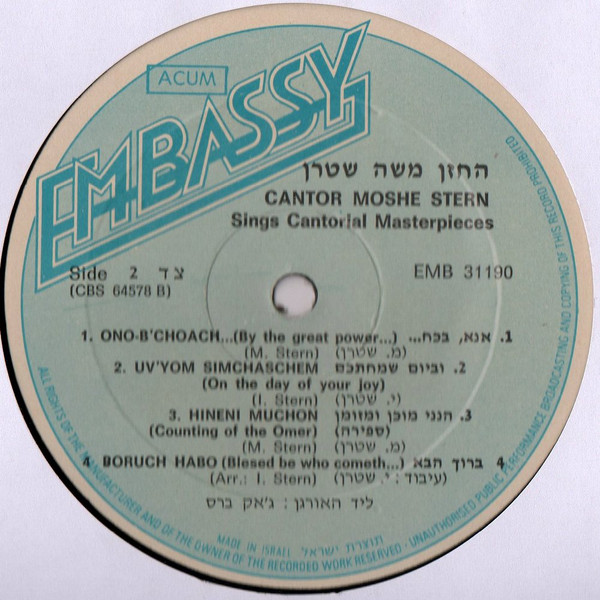 ACUM
EMBASSY
החזן משה שטרן
CANTOR MOSHE STERN
Sings Cantorial Masterpieces
Side 2 צד
EMB 31190
(CBS 64578 B)
1. ONO-B'CHOACH...(By the great power...) אנא, בכח... .1
(M. Stern) (מ. שטרן)
2. UV'YOM SIMCHASCHEM וביום שמחתכם .2
(On the day of your joy)
(I. Stern) (י. שטרן)
3. HINENI MUCHON הנני מוכן ומזומן .3
(Counting of the Omer) (ספירה)
(M. Stern) (מ. שטרן)
4. BORUCH HABO (Blesed be who cometh...) ברוך הבא 4
(Arr.: I. Stern) (עיבוד: י. שטרן)
ליד האורגן: ג'אק ברס
MADE IN ISRAEL תוצרת ישראל
ALL RIGHTS OF THE MANUFACTURER AND OF THE OWNER OF THE RECORDED WORK RESERVED - UNAUTHORISED PUBLIC PERFORMANCE BROADCASTING AND COPYING OF THIS RECORD PROHIBITED